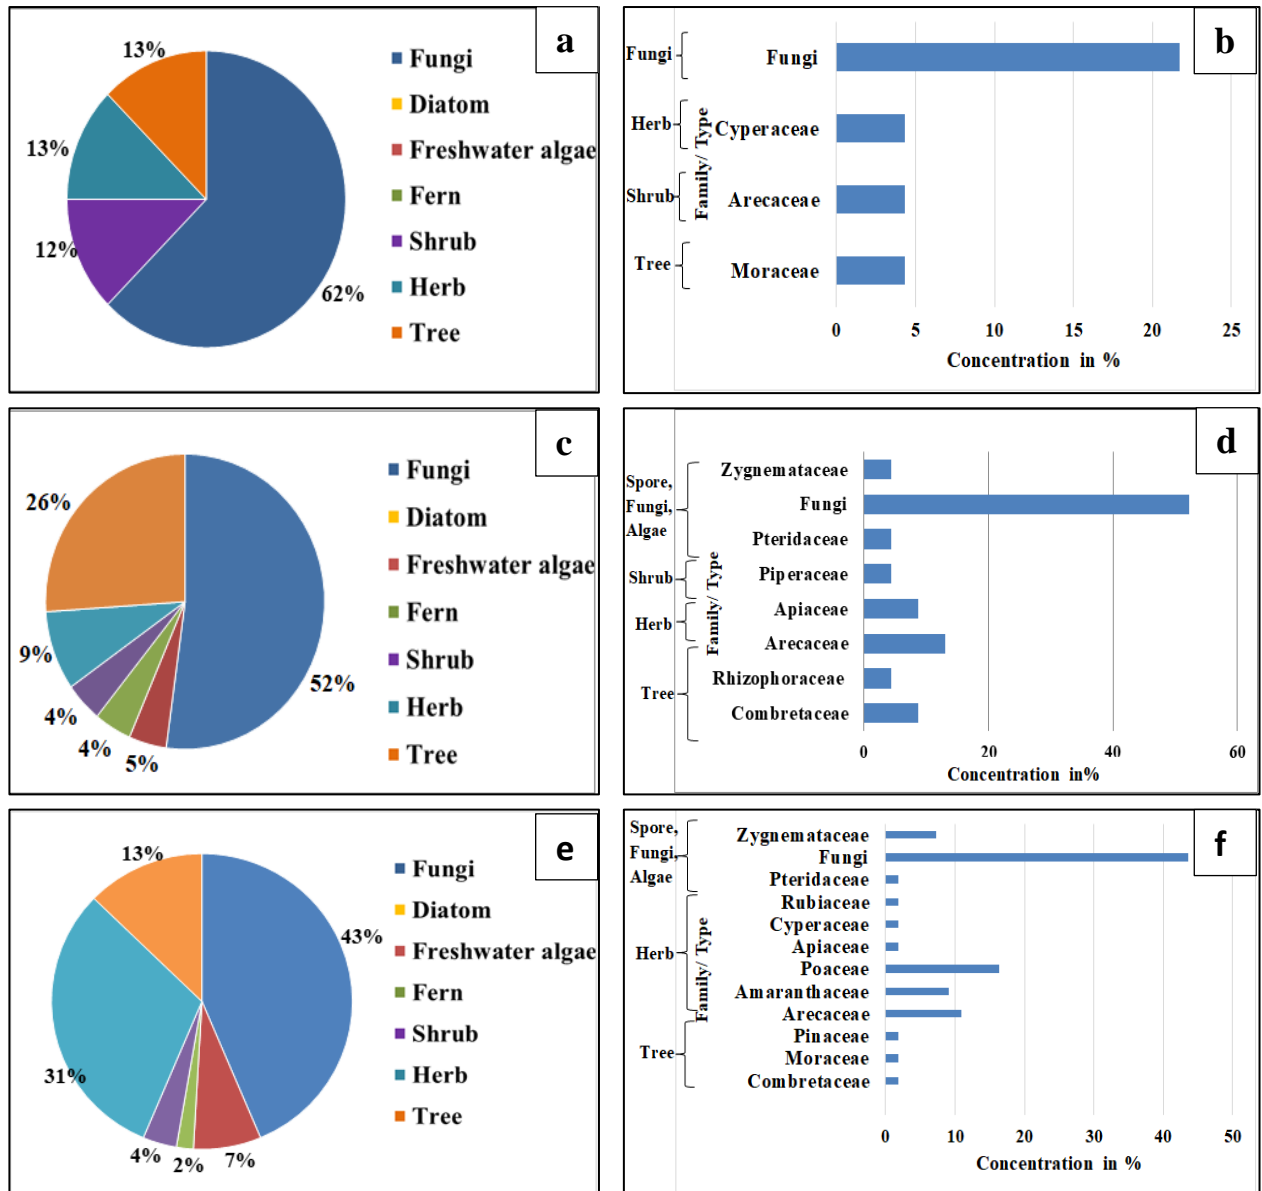 a
13%
13%
12%
62%
Fungi
Diatom
Freshwater algae
Fern
Shrub
Herb
Tree
b
Fungi
Herb
Shrub
Tree
Family/ Type
Fungi
Cyperaceae
Arecaceae
Moraceae
0 5 10 15 20 25
Concentration in %
c
26%
9%
4%
4%
5%
52%
Fungi
Diatom
Freshwater algae
Fern
Shrub
Herb
Tree
d
Spore,
Fungi,
Algae
Shrub
Herb
Tree
Family/ Type
Zygnemataceae
Fungi
Pteridaceae
Piperaceae
Apiaceae
Arecaceae
Rhizophoraceae
Combretaceae
0 20 40 60
Concentration in%
e
13%
43%
31%
4%
2%
7%
Fungi
Diatom
Freshwater algae
Fern
Shrub
Herb
Tree
f
Spore,
Fungi,
Algae
Herb
Tree
Family/ Type
Zygnemataceae
Fungi
Pteridaceae
Rubiaceae
Cyperaceae
Apiaceae
Poaceae
Amaranthaceae
Arecaceae
Pinaceae
Moraceae
Combretaceae
0 10 20 30 40 50
Concentration in %